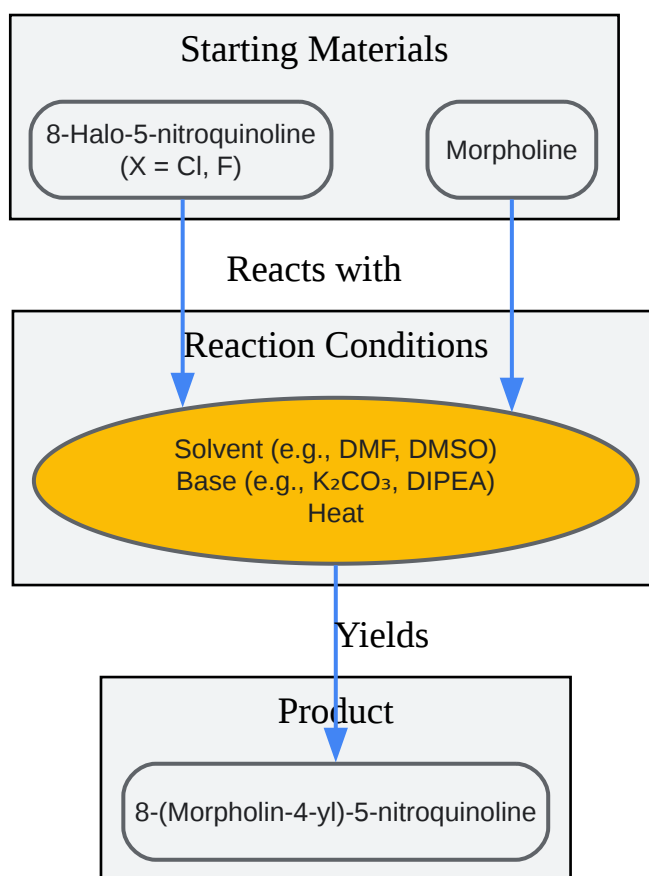 Starting Materials
8-Halo-5-nitroquinoline
(X = Cl, F)
Morpholine
Reacts with
Reaction Conditions
Solvent (e.g., DMF, DMSO)
Base (e.g., K₂CO₃, DIPEA)
Heat
Yields
Product
8-(Morpholin-4-yl)-5-nitroquinoline